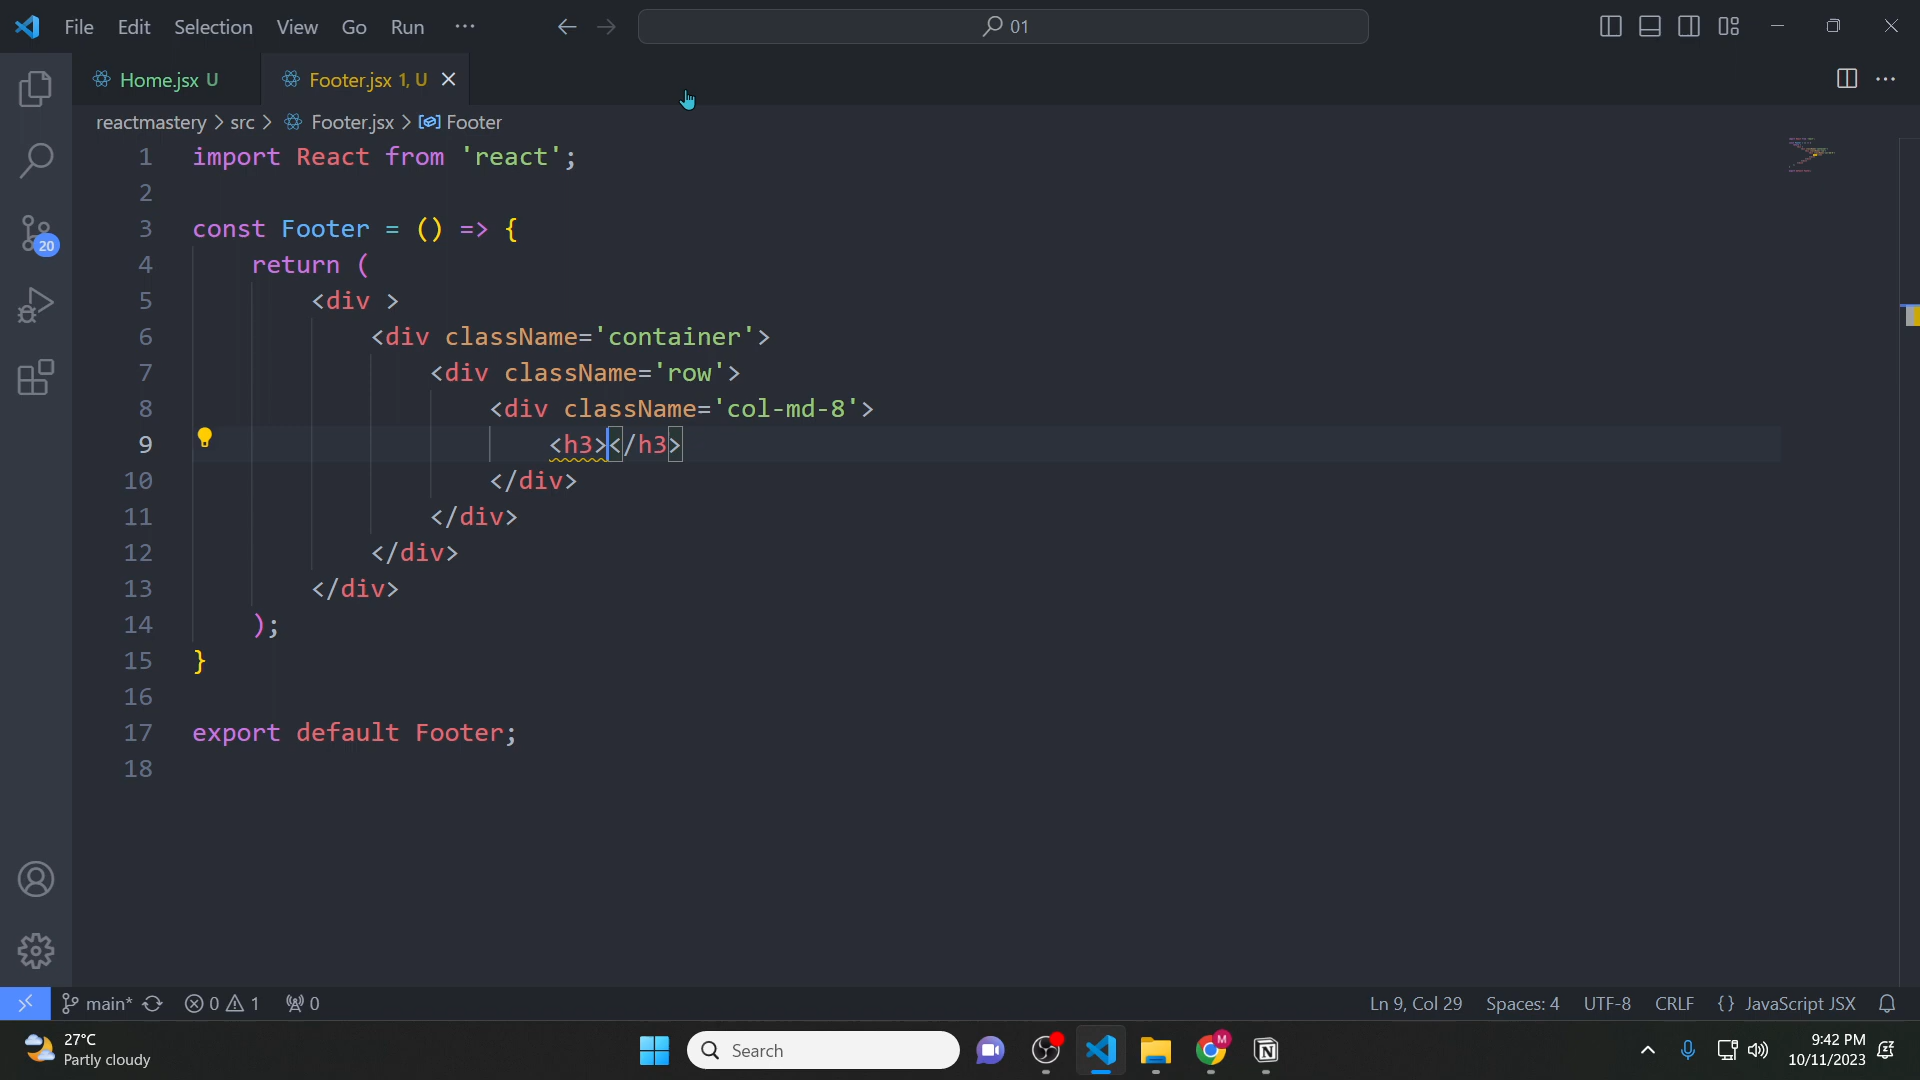 File Edit Selection View Go Run ··· 01
Home.jsx U Footer.jsx 1, U
reactmastery > src > Footer.jsx > Footer
1 import React from 'react';
2
3 const Footer = () => {
4 return (
5 <div >
6 <div className='container'>
7 <div className='row'>
8 <div className='col-md-8'>
9 <h3></h3>
10 </div>
11 </div>
12 </div>
13 </div>
14 );
15 }
16
17 export default Footer;
18
20
main* 0 1 0 Ln 9, Col 29 Spaces: 4 UTF-8 CRLF {} JavaScript JSX
27°C
Partly cloudy
Search
M
9:42 PM
10/11/2023